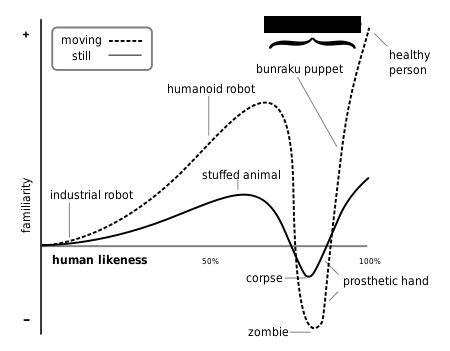 +
moving
still
healthy
person
bunraku puppet
humanoid robot
stuffed animal
industrial robot
familiarity
human likeness
50%
100%
corpse
prosthetic hand
–
zombie